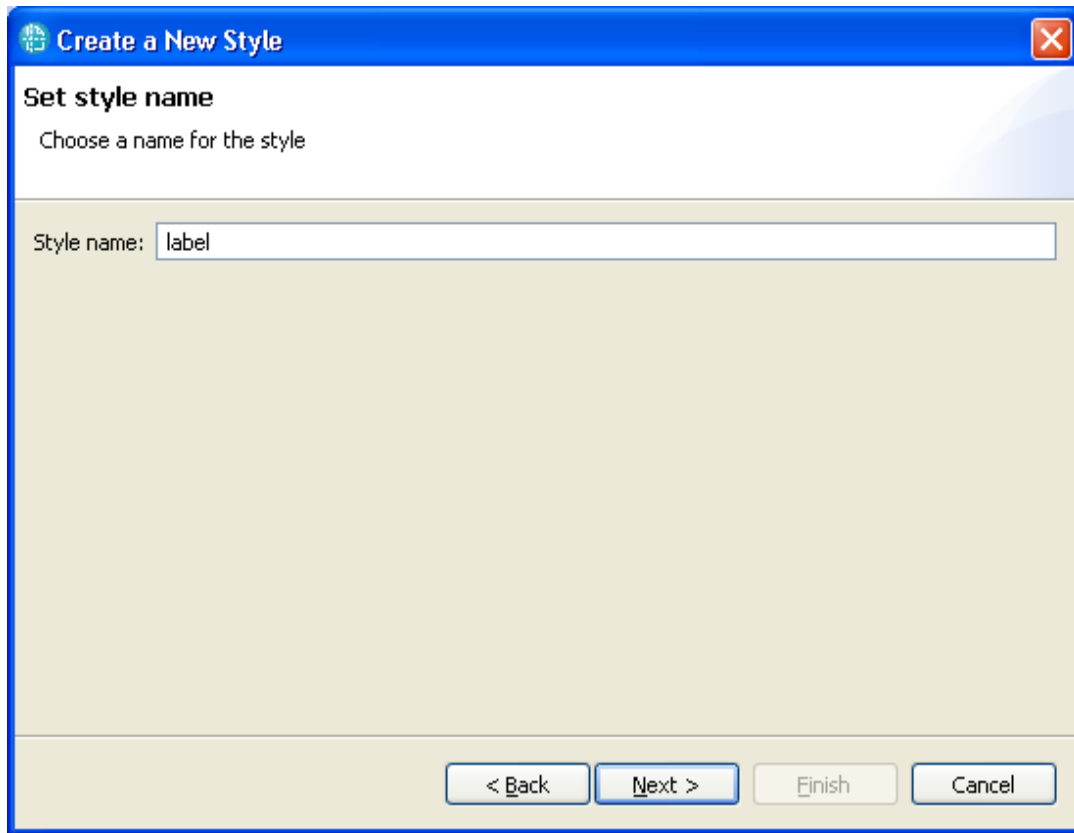 Create a New Style
Set style name
Choose a name for the style
Style name: label
< Back Next > Finish Cancel